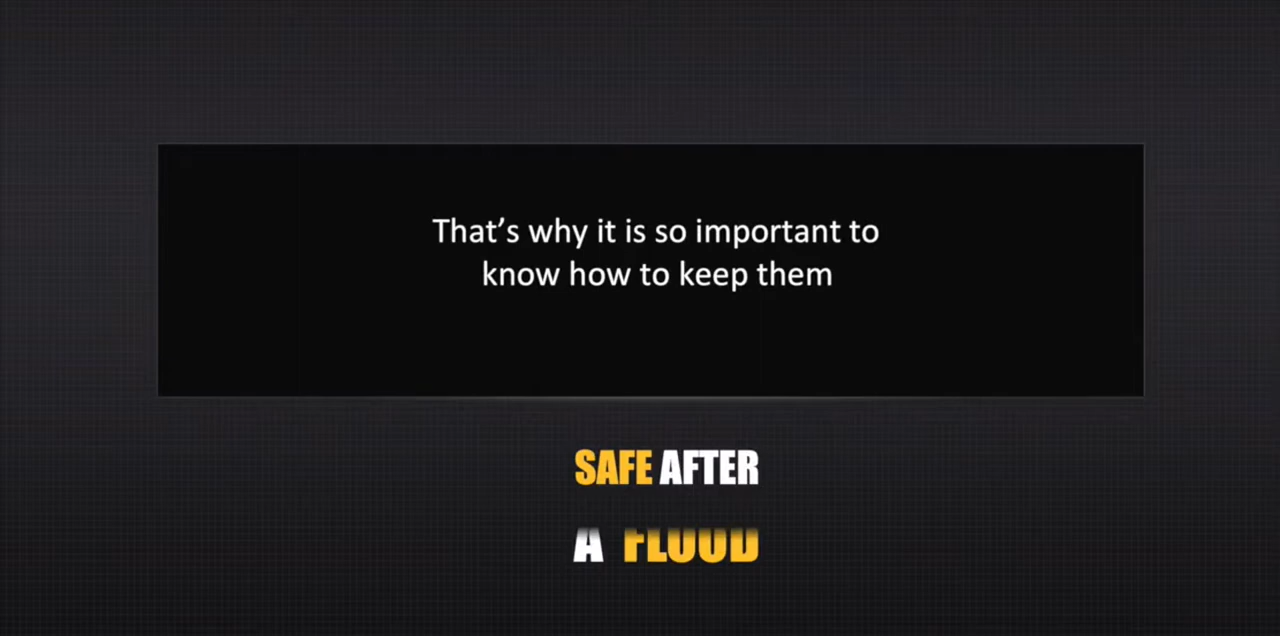 That’s why it is so important to
know how to keep them
SAFE AFTER
A FLOOD